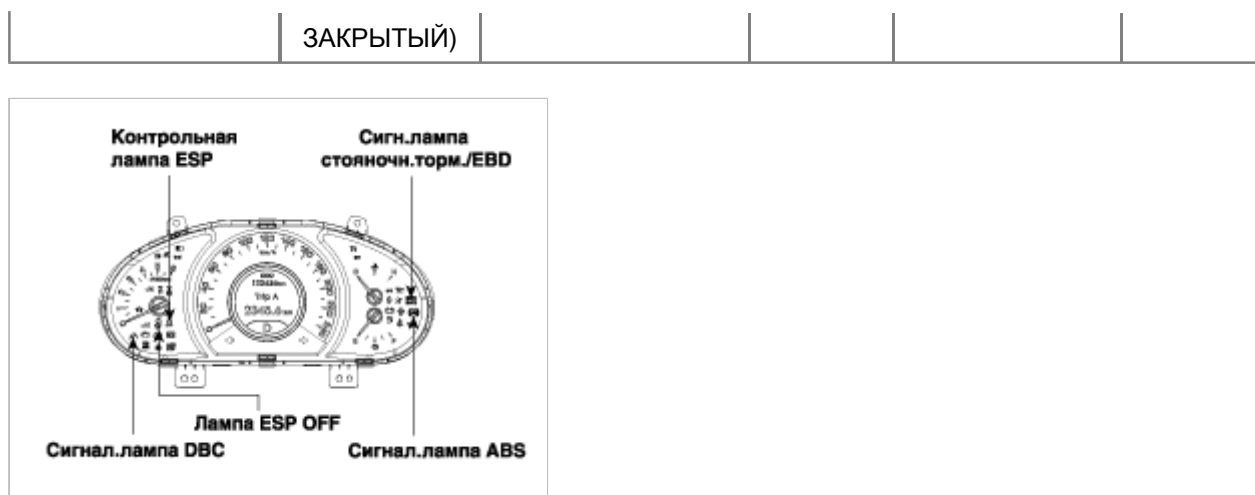 ЗАКРЫТЫЙ)
Контрольная
лампа ESP
Сигн.лампа
стояночн.торм./EBD
Trip A
Лампа ESP OFF
Сигнал.лампа DBC
Сигнал.лампа ABS